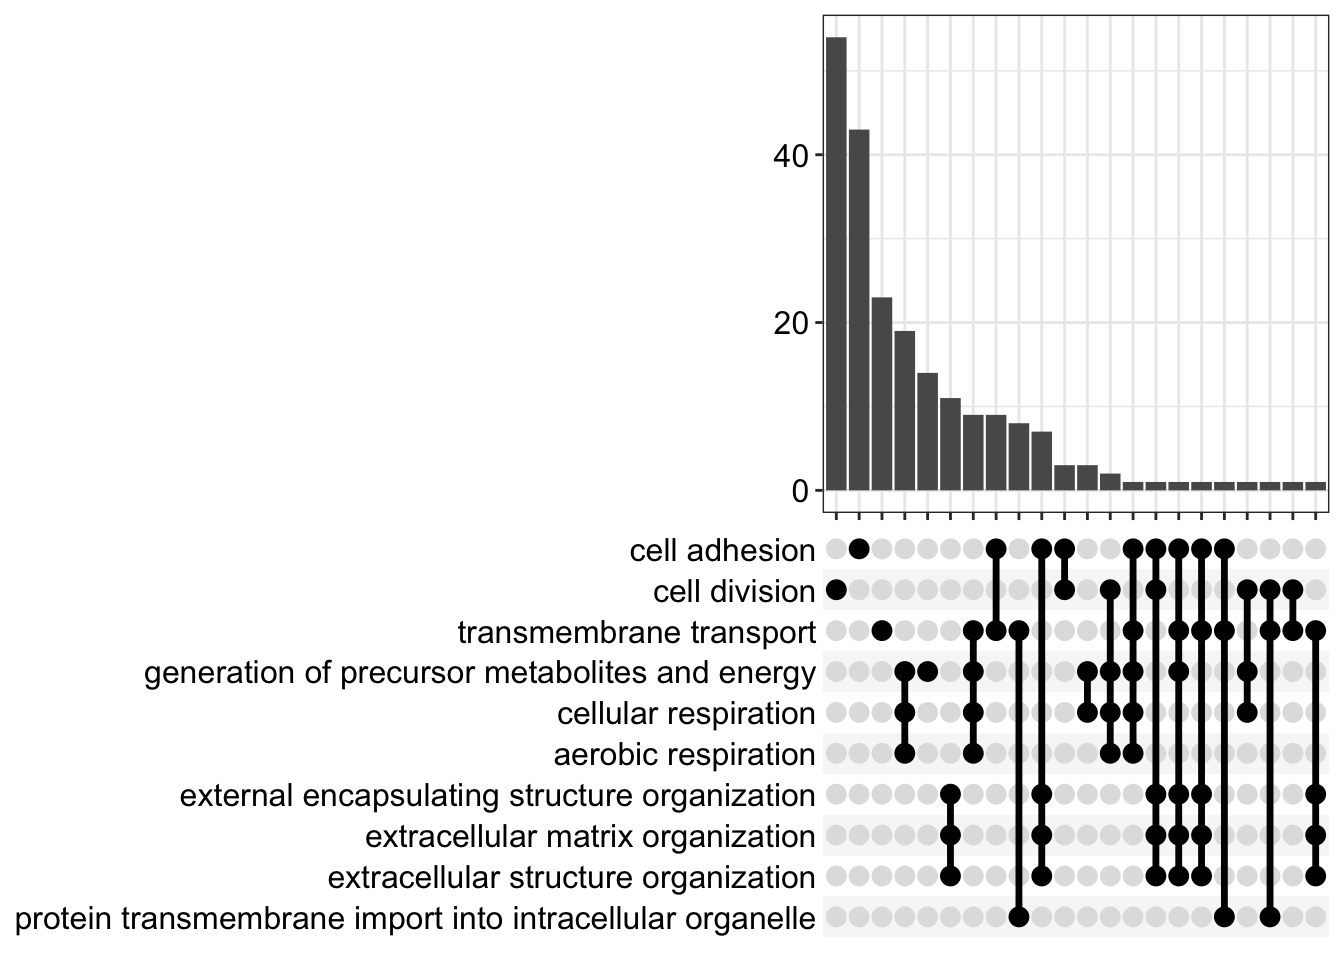 40
20
0
cell adhesion
cell division
transmembrane transport
generation of precursor metabolites and energy
cellular respiration
aerobic respiration
external encapsulating structure organization
extracellular matrix organization
extracellular structure organization
protein transmembrane import into intracellular organelle